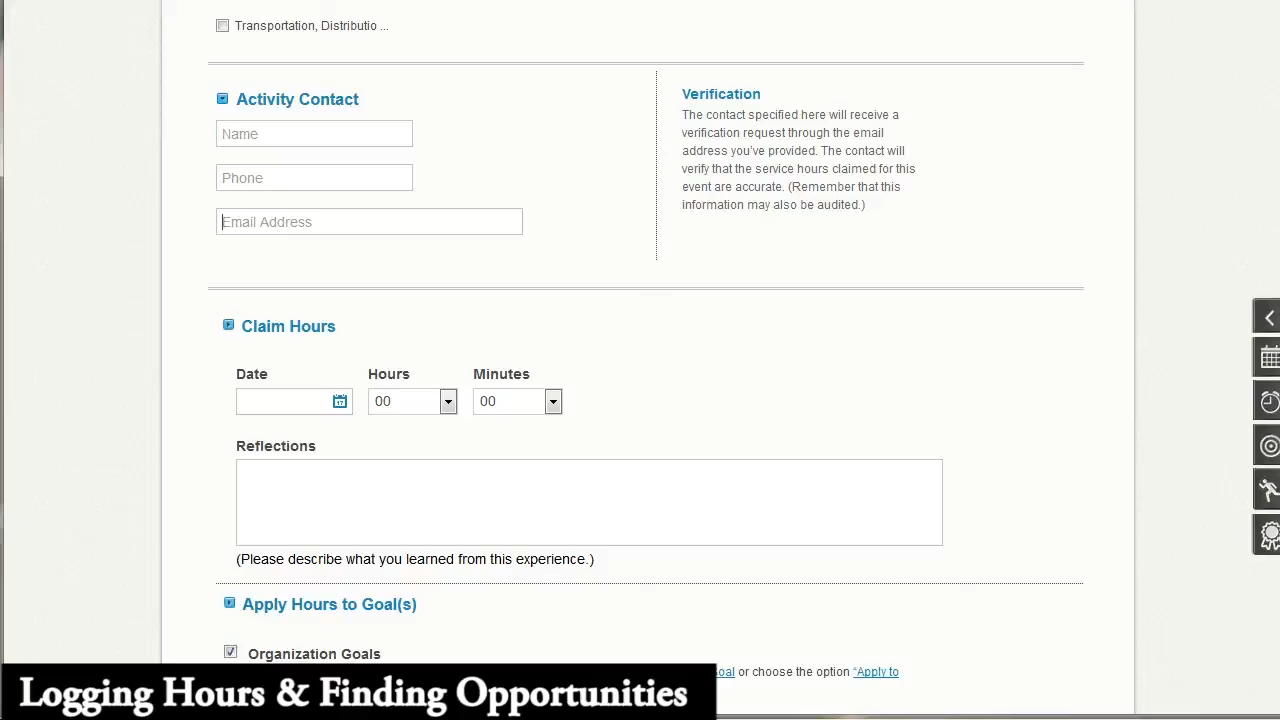 Transportation, Distributio ...
Activity Contact
Name
Phone
Email Address
Verification
The contact specified here will receive a
verification request through the email
address you've provided. The contact will
verify that the service hours claimed for this
event are accurate. (Remember that this
information may also be audited.)
Claim Hours
Date Hours Minutes
17 00 00
Reflections
(Please describe what you learned from this experience.)
Apply Hours to Goal(s)
Organization Goals
or choose the option "Apply to
Logging Hours & Finding Opportunities